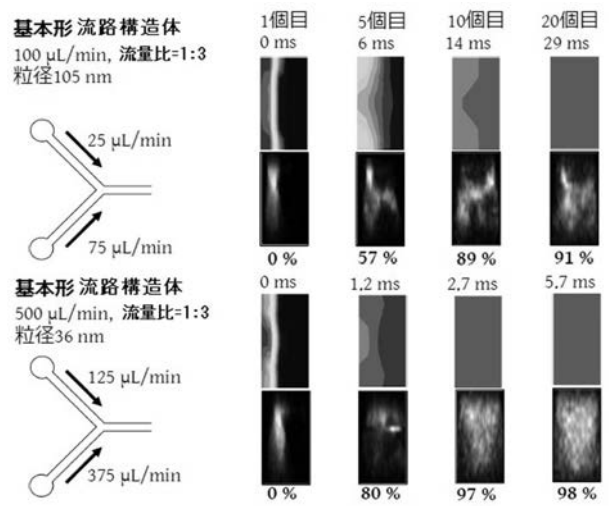 基本形 流路構造体
100 µL/min, 流量比=1:3
粒径105 nm
25 µL/min
75 µL/min
1個目 5個目 10個目 20個目
0 ms 6 ms 14 ms 29 ms
0 % 57 % 89 % 91 %
基本形 流路構造体
500 µL/min, 流量比=1:3
粒径36 nm
125 µL/min
375 µL/min
0 ms 1.2 ms 2.7 ms 5.7 ms
0 % 80 % 97 % 98 %